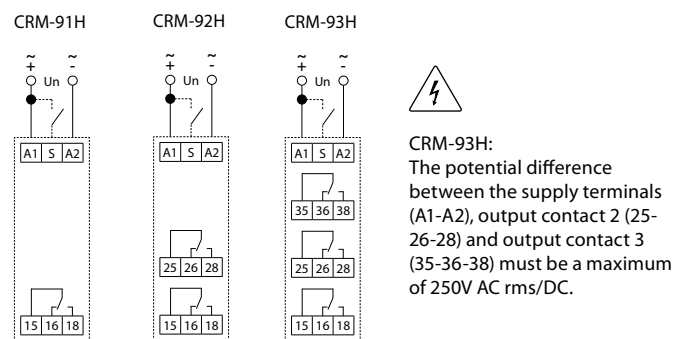 CRM-91H CRM-92H CRM-93H
~ ~ ~ ~ ~ ~
+ - + - + -
Un Un Un
A1 S A2 A1 S A2 A1 S A2
35 36 38
25 26 28 25 26 28
15 16 18 15 16 18 15 16 18
CRM-93H:
The potential difference
between the supply terminals
(A1-A2), output contact 2 (25-
26-28) and output contact 3
(35-36-38) must be a maximum
of 250V AC rms/DC.